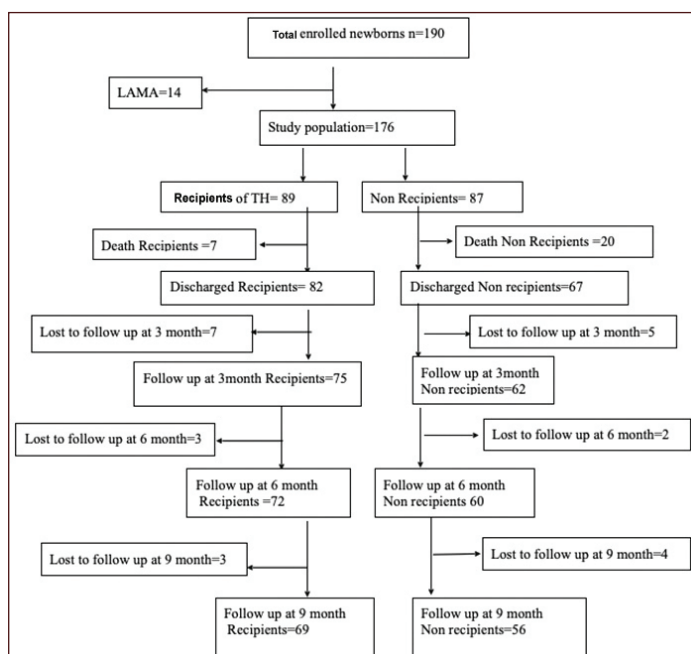 Total enrolled newborns n=190
LAMA=14
Study population=176
Recipients of TH= 89
Non Recipients= 87
Death Recipients =7
Death Non Recipients =20
Discharged Recipients= 82
Discharged Non recipients=67
Lost to follow up at 3 month=7
Lost to follow up at 3 month=5
Follow up at 3month Recipients=75
Follow up at 3month
Non recipients=62
Lost to follow up at 6 month=3
Lost to follow up at 6 month=2
Follow up at 6 month
Recipients =72
Follow up at 6 month
Non recipients 60
Lost to follow up at 9 month=3
Lost to follow up at 9 month=4
Follow up at 9 month
Recipients=69
Follow up at 9 month
Non recipients=56